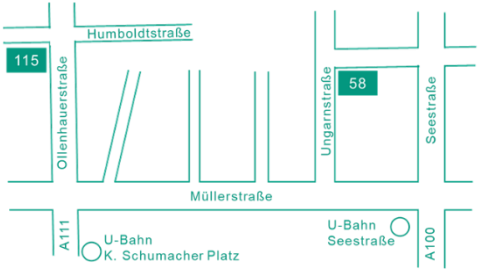 Humboldtstraße
115
Ollenhauerstraße
Ungarnstraße
58
Seestraße
Müllerstraße
A111
U-Bahn
K. Schumacher Platz
U-Bahn
Seestraße
A100